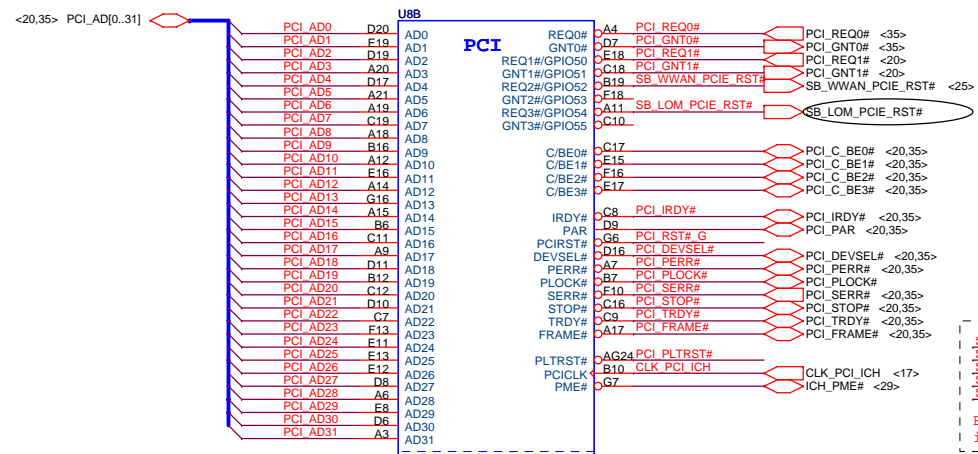 U8B
<20,35> PCI_AD[0..31]
PCI
PCI_AD0 D20 AD0
PCI_AD1 E19 AD1
PCI_AD2 D19 AD2
PCI_AD3 A20 AD3
PCI_AD4 D17 AD4
PCI_AD5 A21 AD5
PCI_AD6 A19 AD6
PCI_AD7 C19 AD7
PCI_AD8 A18 AD8
PCI_AD9 B16 AD9
PCI_AD10 A12 AD10
PCI_AD11 E16 AD11
PCI_AD12 A14 AD12
PCI_AD13 G16 AD13
PCI_AD14 A15 AD14
PCI_AD15 B6 AD15
PCI_AD16 C11 AD16
PCI_AD17 A9 AD17
PCI_AD18 D11 AD18
PCI_AD19 B12 AD19
PCI_AD20 C12 AD20
PCI_AD21 D10 AD21
PCI_AD22 C7 AD22
PCI_AD23 F13 AD23
PCI_AD24 E11 AD24
PCI_AD25 E13 AD25
PCI_AD26 E12 AD26
PCI_AD27 D8 AD27
PCI_AD28 A6 AD28
PCI_AD29 E8 AD29
PCI_AD30 D6 AD30
PCI_AD31 A3 AD31
REQ0# A4 PCI_REQ0# PCI_REQ0# <35>
GNT0# D7 PCI_GNT0# PCI_GNT0# <35>
REQ1#/GPIO50 E18 PCI_REQ1# PCI_REQ1# <20>
GNT1#/GPIO51 C18 PCI_GNT1# PCI_GNT1# <20>
REQ2#/GPIO52 B19 SB_WWAN_PCIE_RST# SB_WWAN_PCIE_RST# <25>
GNT2#/GPIO53 F18
REQ3#/GPIO54 A11 SB_LOM_PCIE_RST# SB_LOM_PCIE_RST#
GNT3#/GPIO55 C10
C/BE0# C17 PCI_C_BE0# <20,35>
C/BE1# E15 PCI_C_BE1# <20,35>
C/BE2# F16 PCI_C_BE2# <20,35>
C/BE3# E17 PCI_C_BE3# <20,35>
IRDY# C8 PCI_IRDY# PCI_IRDY# <20,35>
PAR D9 PCI_PAR <20,35>
PCIRST# G6 PCI_RST#_G
DEVSEL# D16 PCI_DEVSEL# PCI_DEVSEL# <20,35>
PERR# A7 PCI_PERR# PCI_PERR# <20,35>
PLOCK# B7 PCI_PLOCK# PCI_PLOCK#
SERR# F10 PCI_SERR# PCI_SERR# <20,35>
STOP# C16 PCI_STOP# PCI_STOP# <20,35>
TRDY# C9 PCI_TRDY# PCI_TRDY# <20,35>
FRAME# A17 PCI_FRAME# PCI_FRAME# <20,35>
PLTRST# AG24 PCI_PLTRST#
PCICLK B10 CLK_PCI_ICH CLK_PCI_ICH <17>
PME# G7 ICH_PME# <29>